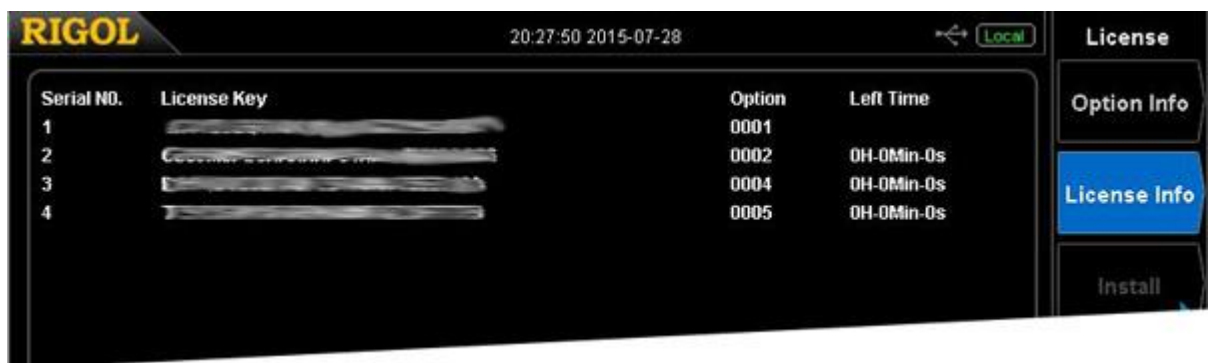 RIGOL 20:27:50 2015-07-28 Local License
Serial N0. License Key Option Left Time Option Info
1 0001
2 0002 0H-0Min-0s
3 0004 0H-0Min-0s
License Info
4 0005 0H-0Min-0s
Install